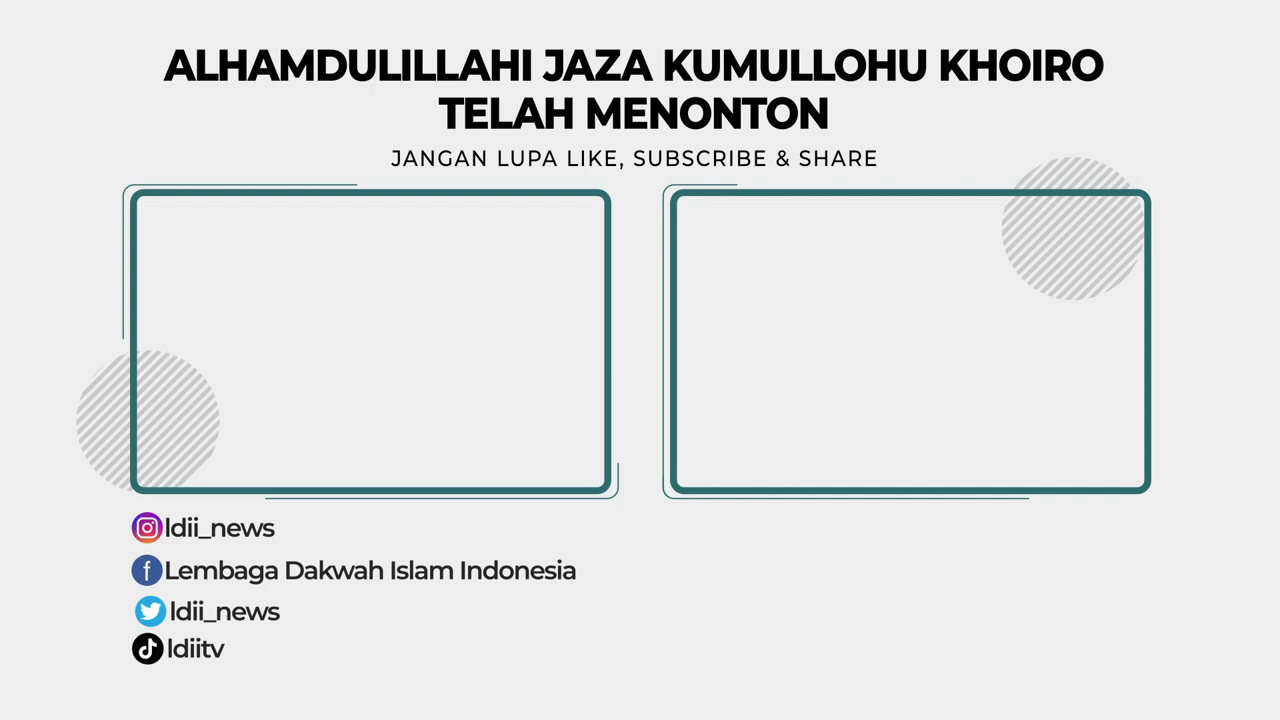 ALHAMDULILLAHI JAZA KUMULLOHU KHOIRO
TELAH MENONTON
JANGAN LUPA LIKE, SUBSCRIBE & SHARE
ldii_news
Lembaga Dakwah Islam Indonesia
ldii_news
ldiitv